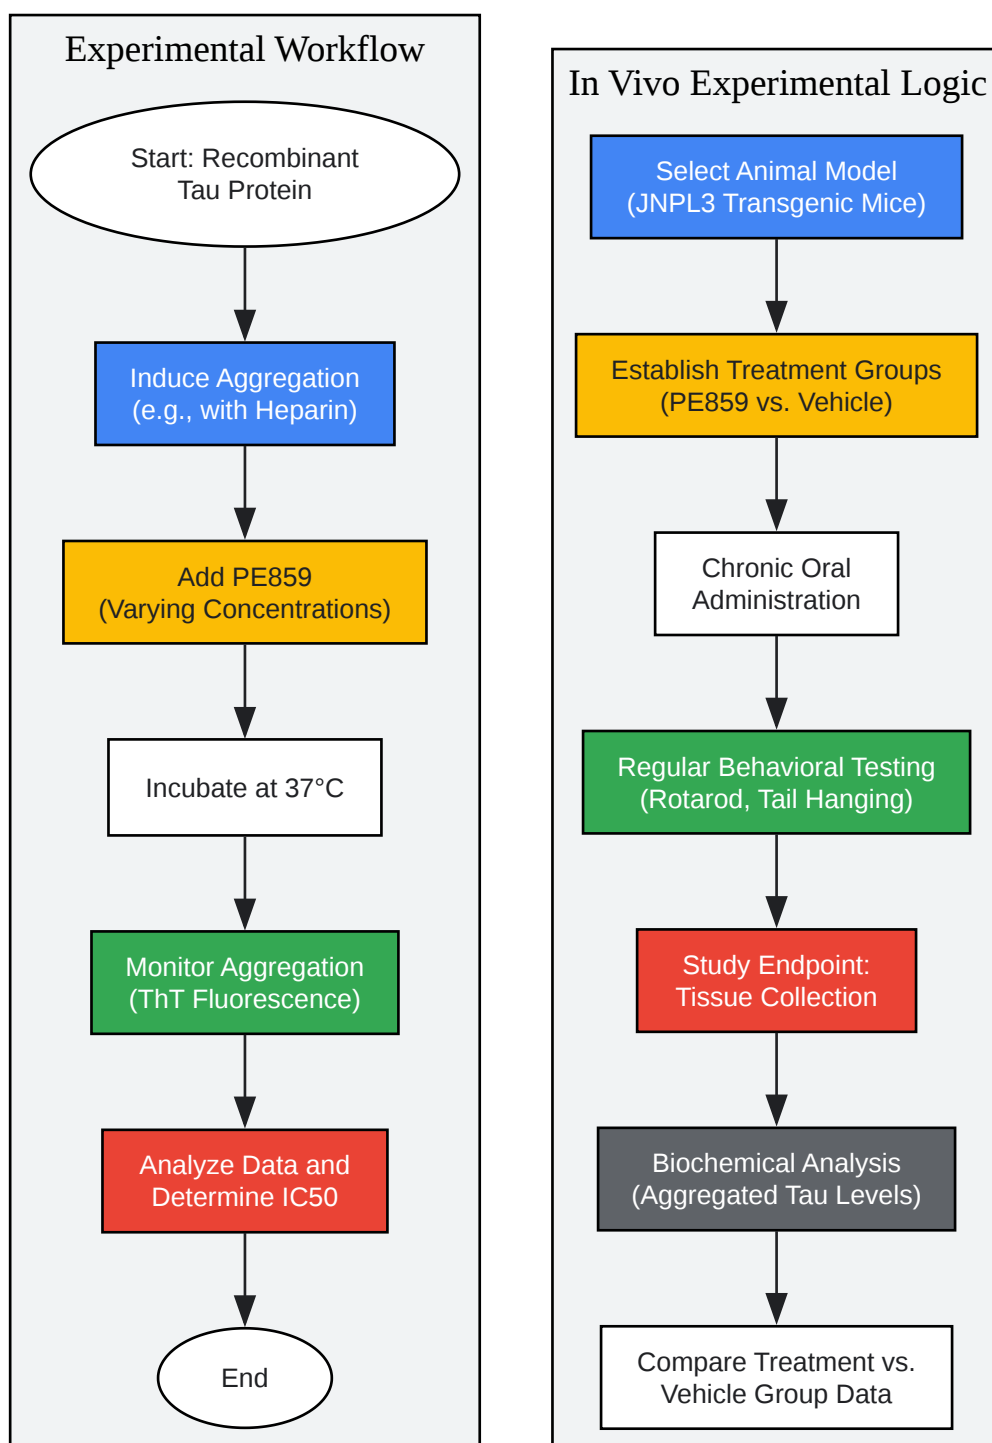 Experimental Workflow
Start: Recombinant
Tau Protein
Induce Aggregation
(e.g., with Heparin)
Add PE859
(Varying Concentrations)
Incubate at 37°C
Monitor Aggregation
(ThT Fluorescence)
Analyze Data and
Determine IC50
End
In Vivo Experimental Logic
Select Animal Model
(JNPL3 Transgenic Mice)
Establish Treatment Groups
(PE859 vs. Vehicle)
Chronic Oral
Administration
Regular Behavioral Testing
(Rotarod, Tail Hanging)
Study Endpoint:
Tissue Collection
Biochemical Analysis
(Aggregated Tau Levels)
Compare Treatment vs.
Vehicle Group Data